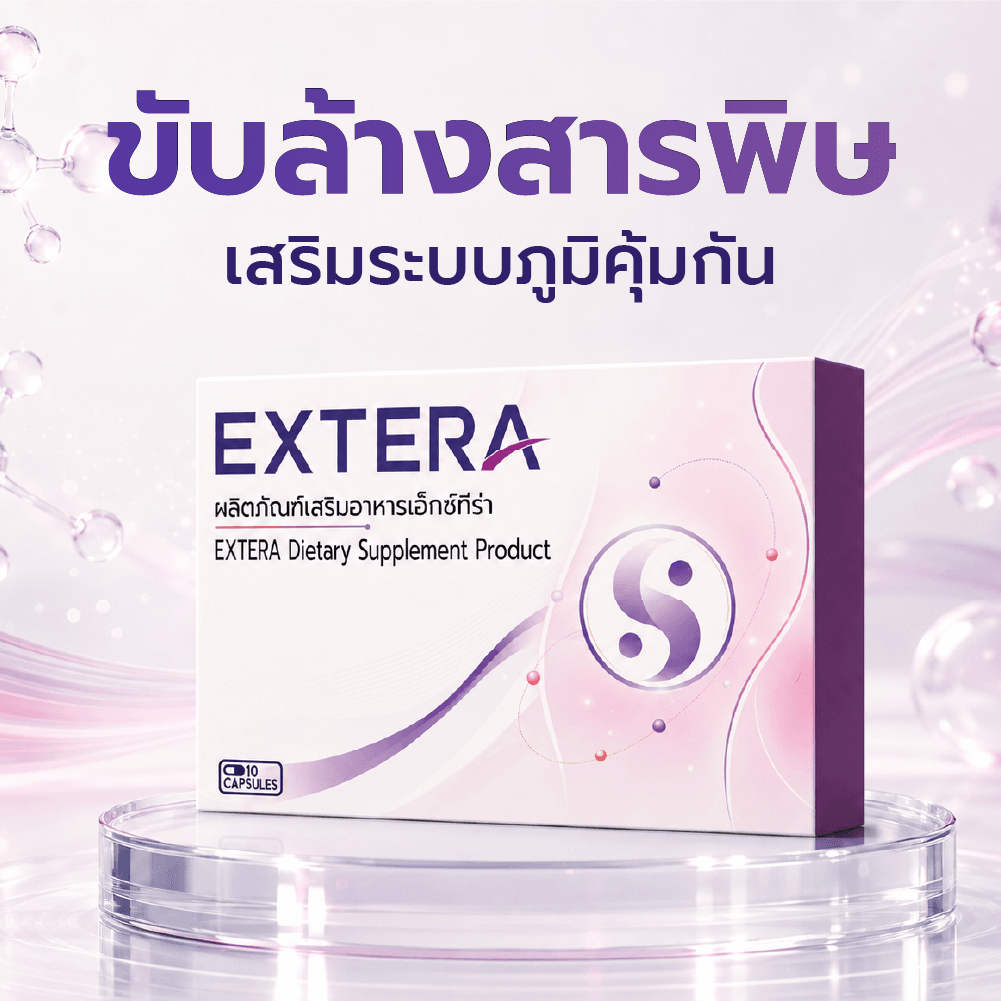 ขับล้างสารพิษ
เสริมระบบภูมิคุ้มกัน
EXTERA
ผลิตภัณฑ์เสริมอาหารเอ็กซ์ทีร่า
EXTERA Dietary Supplement Product
10
CAPSULES